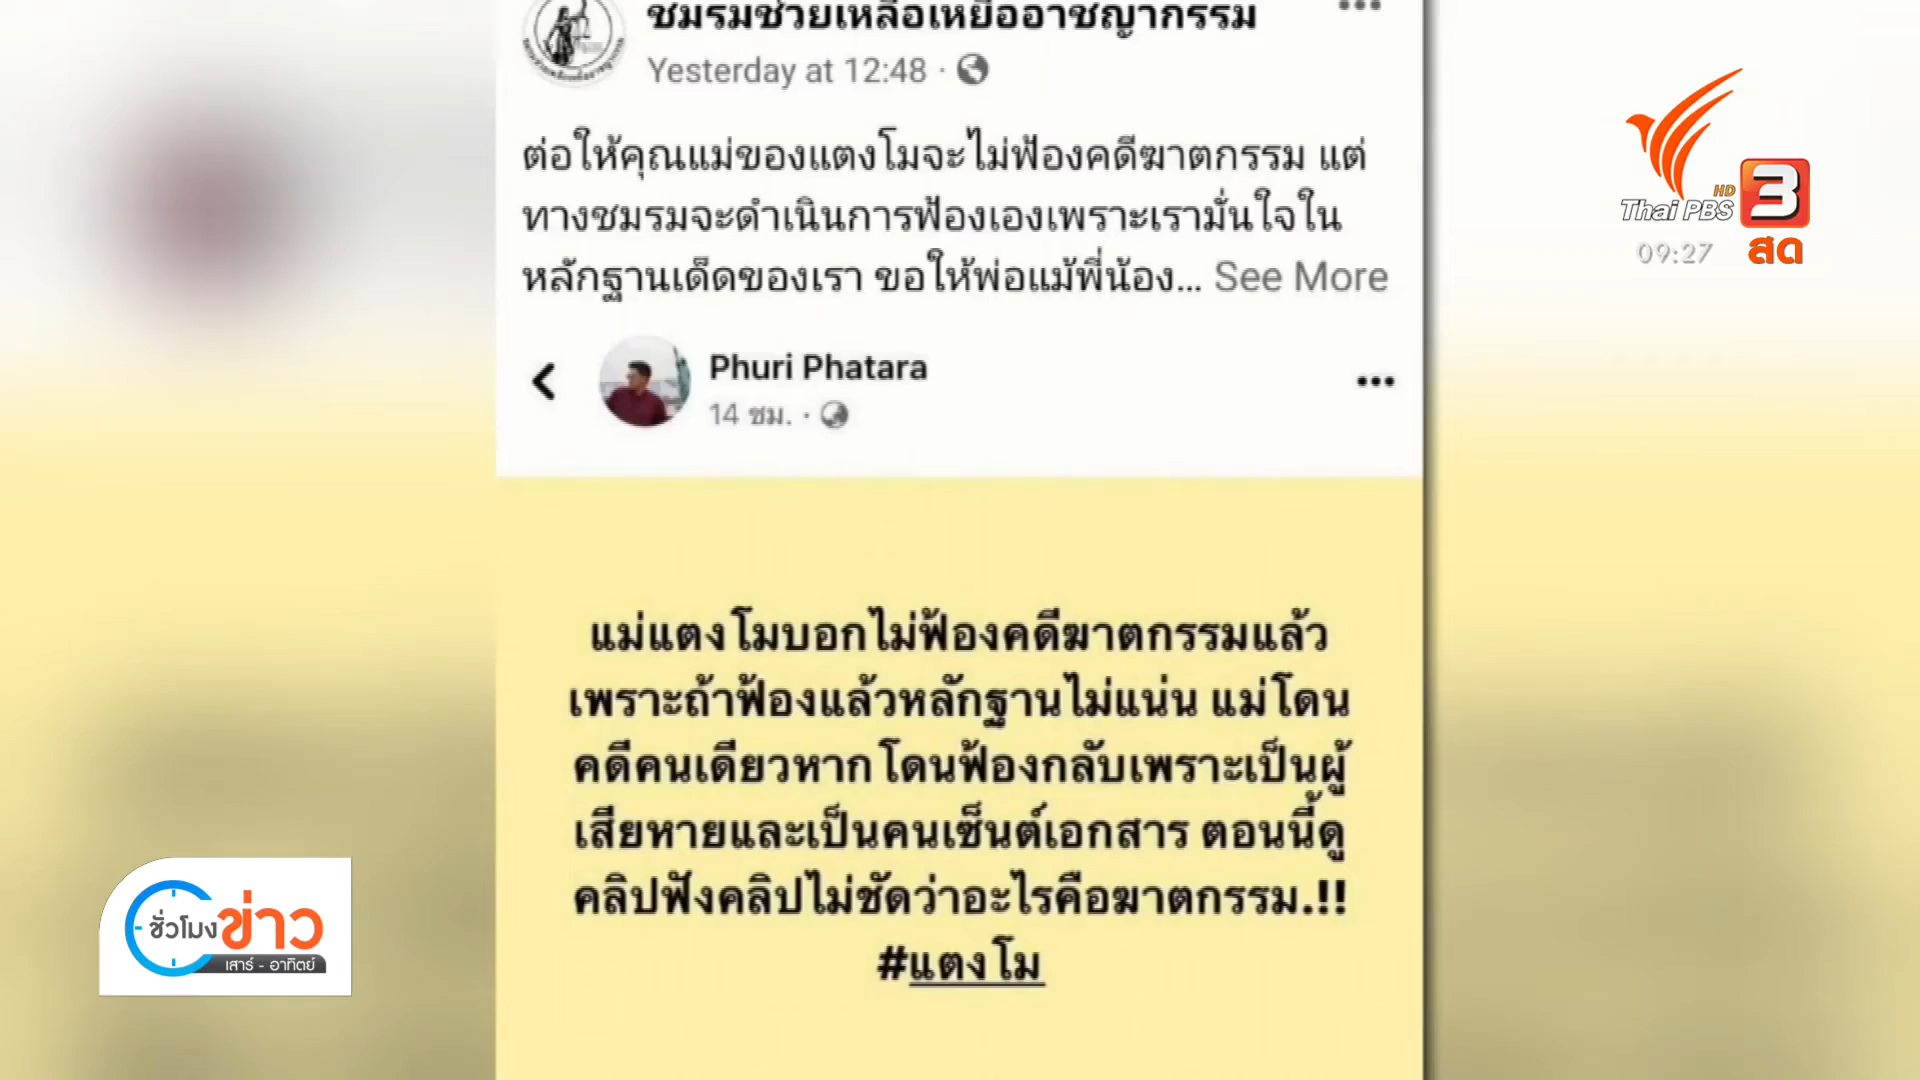 ชมรมช่วยเหลือเหยื่ออาชญากรรม
Yesterday at 12:48 ·
ต่อให้คุณแม่ของแตงโมจะไม่ฟ้องคดีฆาตกรรม แต่
ทางชมรมจะดำเนินการฟ้องเองเพราะเรามั่นใจใน
หลักฐานเด็ดของเรา ขอให้พ่อแม้พี่น้อง... See More
Phuri Phatara
14 ชม. ·
แม่แตงโมบอกไม่ฟ้องคดีฆาตกรรมแล้ว
เพราะถ้าฟ้องแล้วหลักฐานไม่แน่น แม่โดน
คดีคนเดียวหากโดนฟ้องกลับเพราะเป็นผู้
เสียหายและเป็นคนเซ็นต์เอกสาร ตอนนี้ดู
คลิปฟังคลิปไม่ชัดว่าอะไรคือฆาตกรรม.!!
#แตงโม
Thai PBS HD 3
09:27 สด
ชั่วโมงข่าว
เสาร์ - อาทิตย์